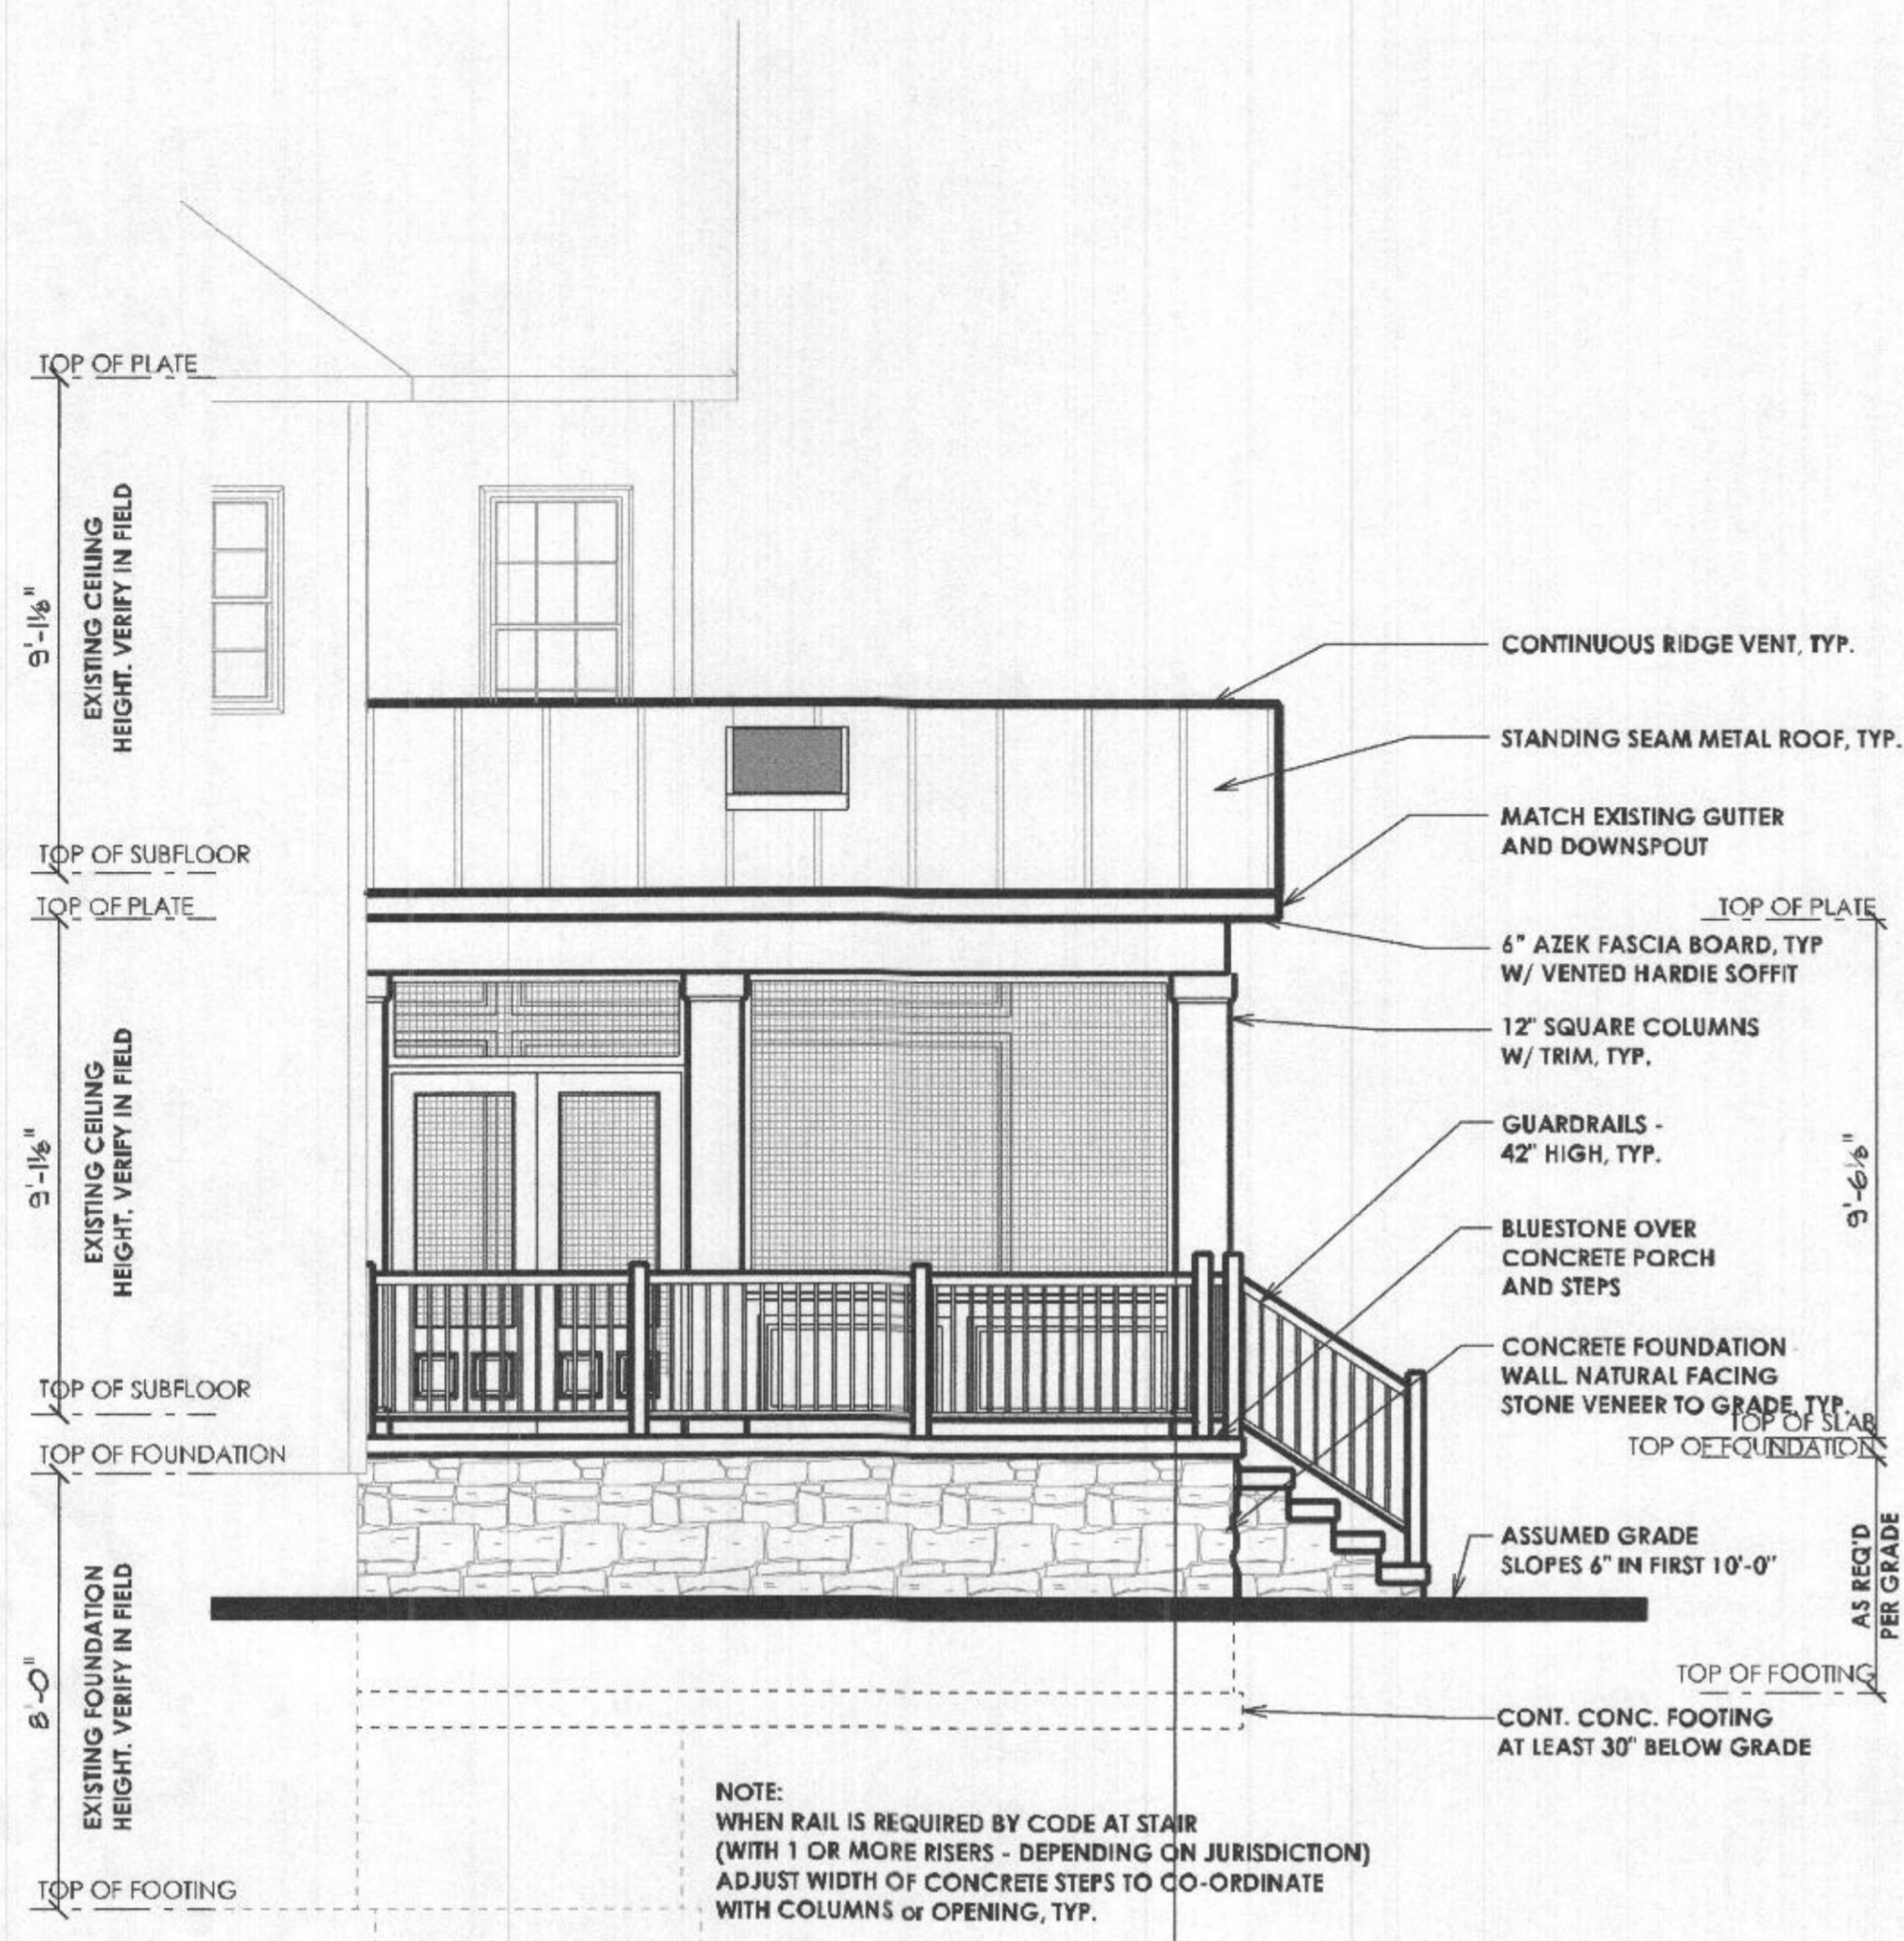 TOP OF PLATE
9'-1⅛"
EXISTING CEILING
HEIGHT. VERIFY IN FIELD
TOP OF SUBFLOOR
TOP OF PLATE
9'-1⅛"
EXISTING CEILING
HEIGHT. VERIFY IN FIELD
TOP OF SUBFLOOR
TOP OF FOUNDATION
8'-0"
EXISTING FOUNDATION
HEIGHT. VERIFY IN FIELD
TOP OF FOOTING
CONTINUOUS RIDGE VENT, TYP.
STANDING SEAM METAL ROOF, TYP.
MATCH EXISTING GUTTER
AND DOWNSPOUT
TOP OF PLATE
6" AZEK FASCIA BOARD, TYP
W/ VENTED HARDIE SOFFIT
12" SQUARE COLUMNS
W/ TRIM, TYP.
GUARDRAILS -
42" HIGH, TYP.
9'-6⅛"
BLUESTONE OVER
CONCRETE PORCH
AND STEPS
CONCRETE FOUNDATION
WALL. NATURAL FACING
STONE VENEER TO GRADE, TYP.
TOP OF SLAB
TOP OF FOUNDATION
ASSUMED GRADE
SLOPES 6" IN FIRST 10'-0"
AS REQ'D
PER GRADE
TOP OF FOOTING
CONT. CONC. FOOTING
AT LEAST 30" BELOW GRADE
NOTE:
WHEN RAIL IS REQUIRED BY CODE AT STAIR
(WITH 1 OR MORE RISERS - DEPENDING ON JURISDICTION)
ADJUST WIDTH OF CONCRETE STEPS TO CO-ORDINATE
WITH COLUMNS or OPENING, TYP.